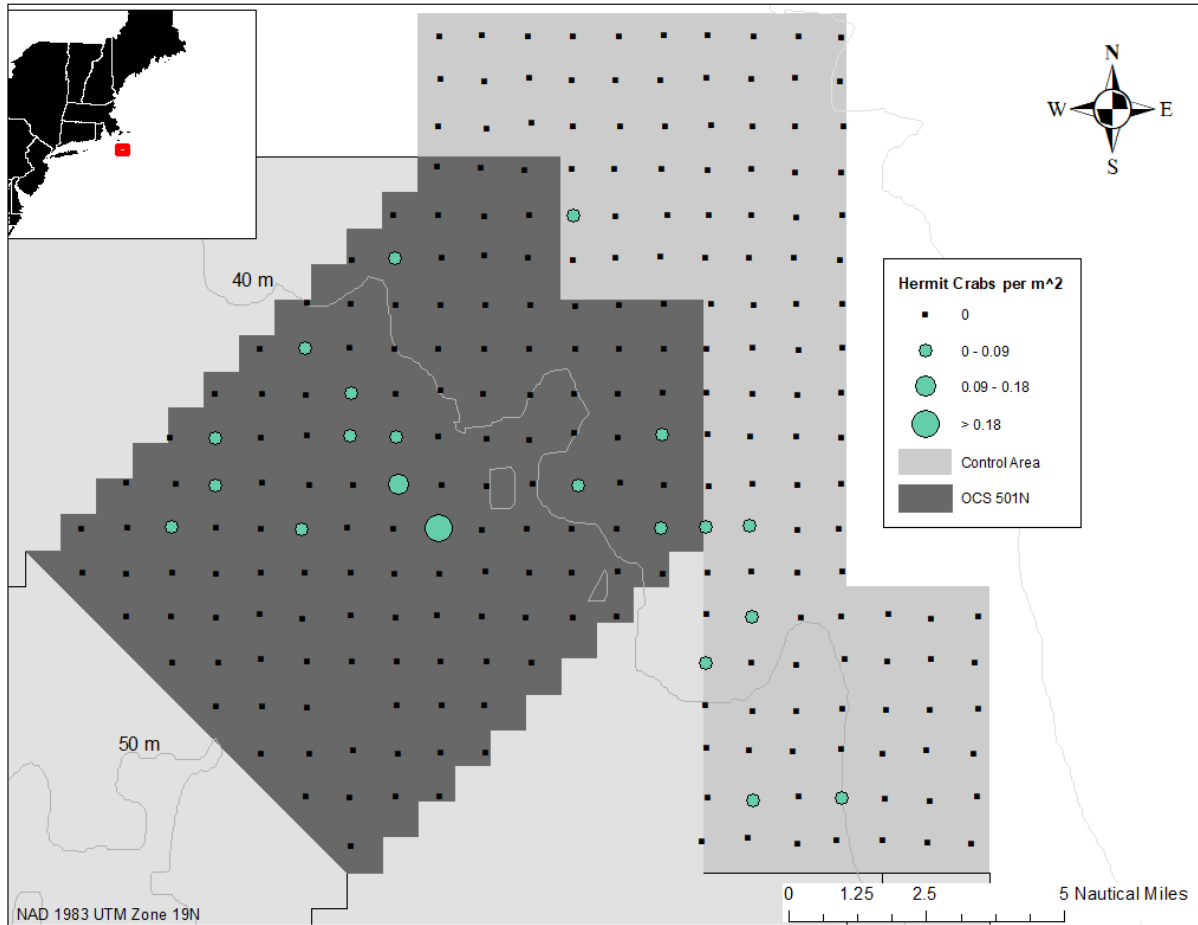 N
W E
S
40 m
Hermit Crabs per m^2
0
0 - 0.09
0.09 - 0.18
> 0.18
Control Area
OCS 501N
50 m
0 1.25 2.5 5 Nautical Miles
NAD 1983 UTM Zone 19N